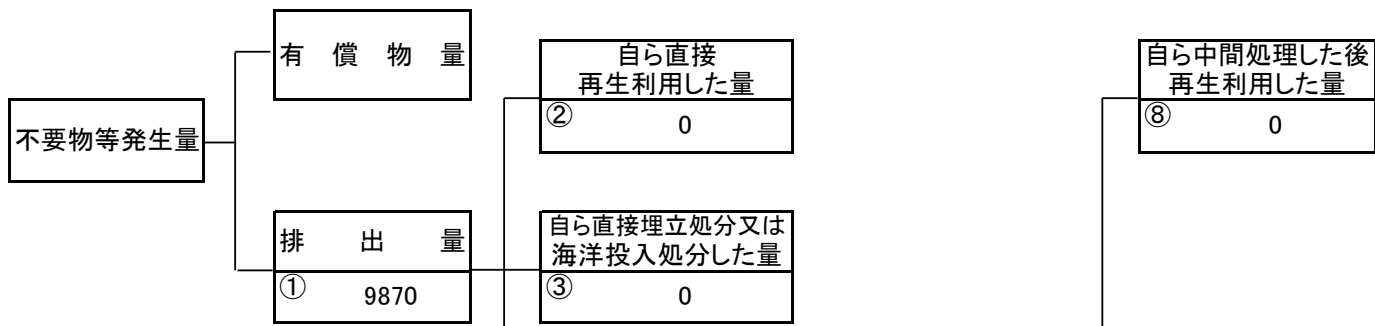 有償物量
自ら直接
再生利用した量
② 0
自ら中間処理した後
再生利用した量
⑧ 0
不要物等発生量
排出量
① 9870
自ら直接埋立処分又は
海洋投入処分した量
③ 0